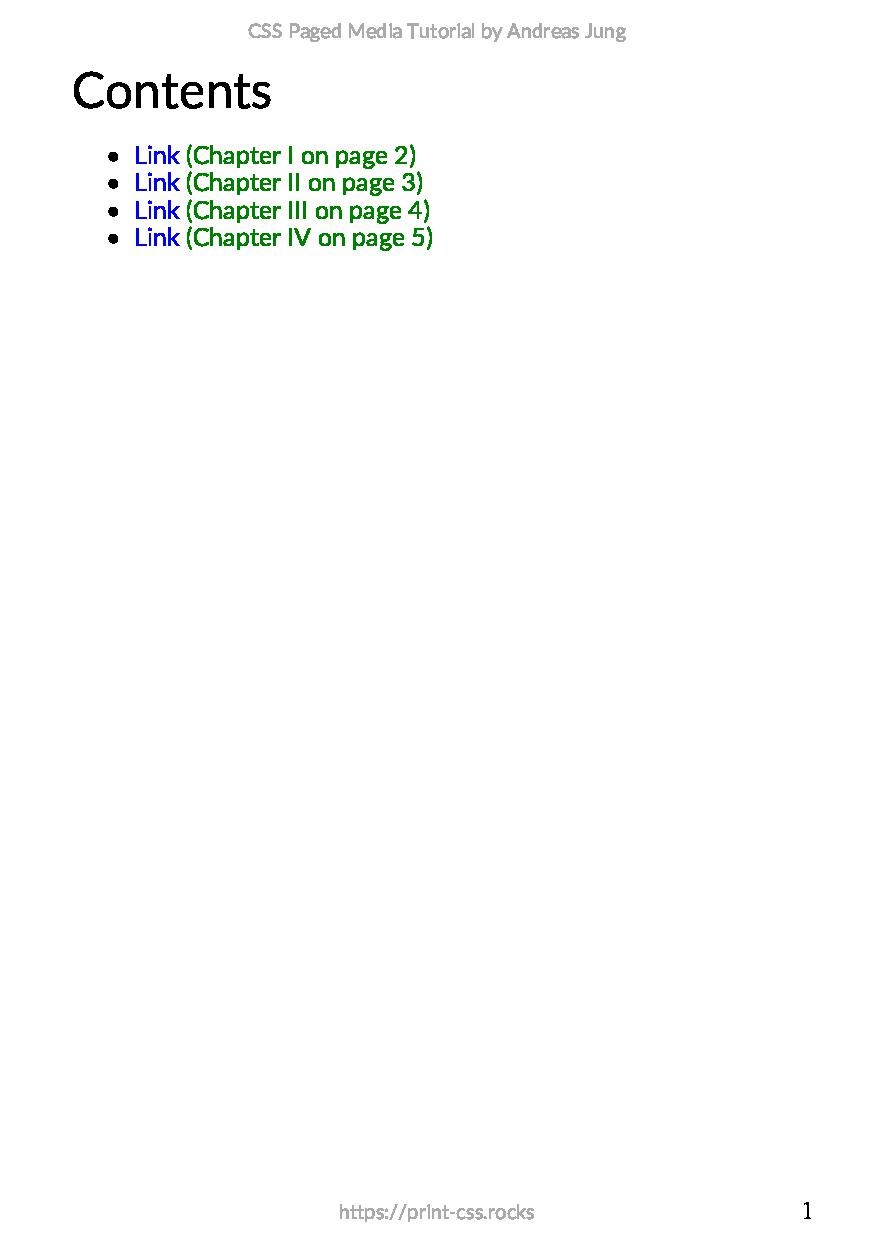 CSS Paged Media Tutorial by Andreas Jung
Contents
• Link (Chapter I on page 2)
• Link (Chapter II on page 3)
• Link (Chapter III on page 4)
• Link (Chapter IV on page 5)
https://print-css.rocks 1